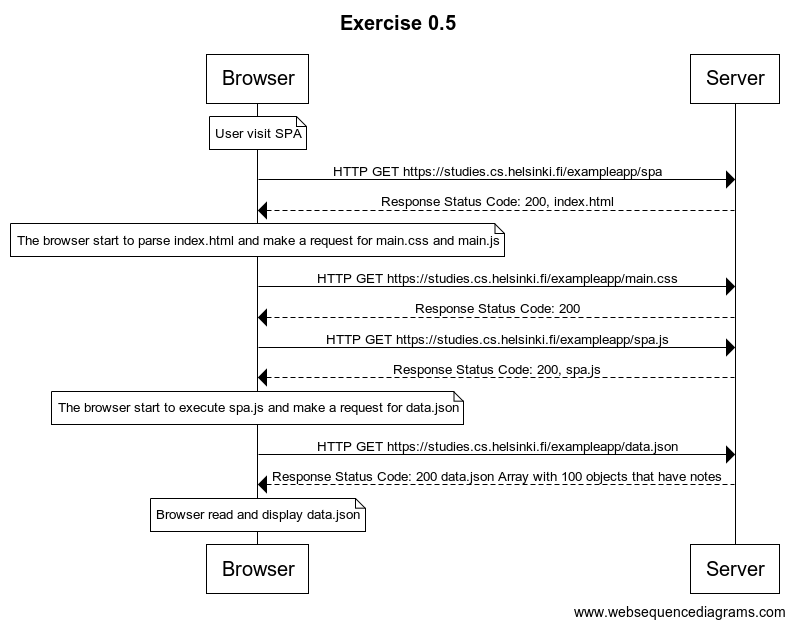 Exercise 0.5
Browser
Server
User visit SPA
HTTP GET https://studies.cs.helsinki.fi/exampleapp/spa
Response Status Code: 200, index.html
The browser start to parse index.html and make a request for main.css and main.js
HTTP GET https://studies.cs.helsinki.fi/exampleapp/main.css
Response Status Code: 200
HTTP GET https://studies.cs.helsinki.fi/exampleapp/spa.js
Response Status Code: 200, spa.js
The browser start to execute spa.js and make a request for data.json
HTTP GET https://studies.cs.helsinki.fi/exampleapp/data.json
Response Status Code: 200 data.json Array with 100 objects that have notes
Browser read and display data.json
Browser
Server
www.websequencediagrams.com